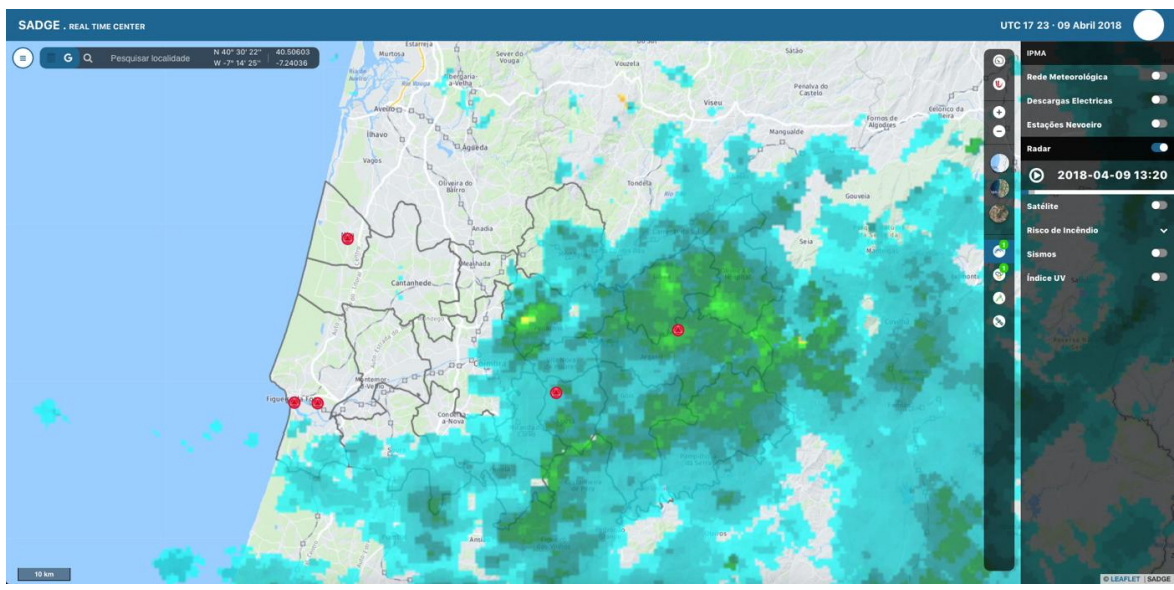 SADGE . REAL TIME CENTER
UTC 17 23 · 09 Abril 2018
G Pesquisar localidade
N 40° 30' 22'' 40.50603
W -7° 14' 25'' -7.24036
IPMA
Rede Meteorológica
Descargas Electricas
Estações Nevoeiro
Radar
2018-04-09 13:20
Satélite
Risco de Incêndio
Sismos
Índice UV
Estarreja
Murtosa
Sever do
Vouga
Vouzela
Sátão
Penalva do
Castelo
Aveiro
Viseu
Celorico da
Beira
Fornos de
Algodres
Mangualde
Ílhavo
Águeda
Vagos
Oliveira do
Bairro
Tondela
Gouveia
Anadia
Seia
Mealhada
Cantanhede
Coimbra
Montemor-
o-Velho
Condeixa-
a-Nova
10 km
© LEAFLET | SADGE